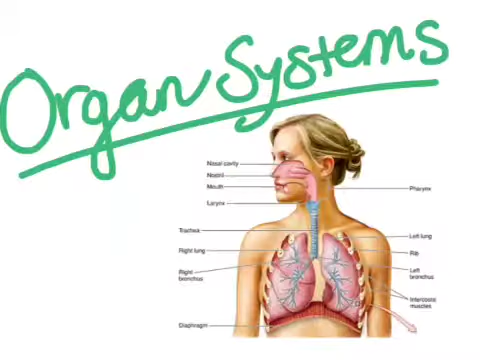 Organ Systems
Nasal cavity
Nostril
Mouth
Larynx
Pharynx
Trachea
Left lung
Right lung
Rib
Right
bronchus
Left
bronchus
Intercostal
muscles
Diaphragm